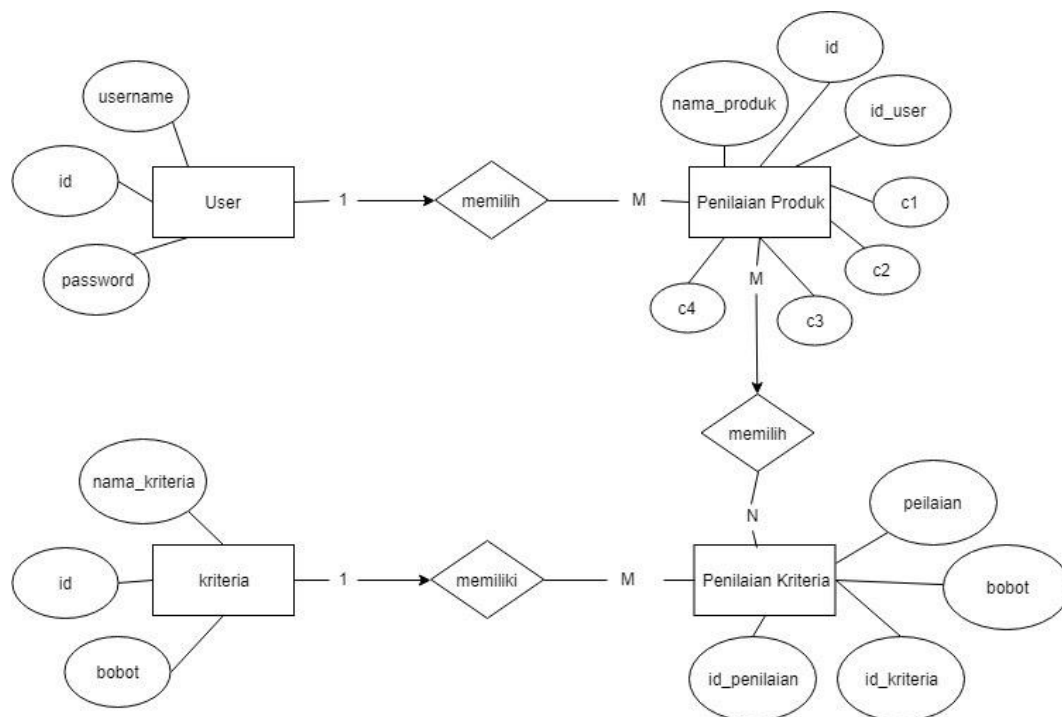 id
nama_produk
username
id_user
id
User
1
memilih
M
Penilaian Produk
c1
password
M
c2
c4
c3
memilih
nama_kriteria
peilaian
N
id
kriteria
1
memiliki
M
Penilaian Kriteria
bobot
bobot
id_penilaian
id_kriteria